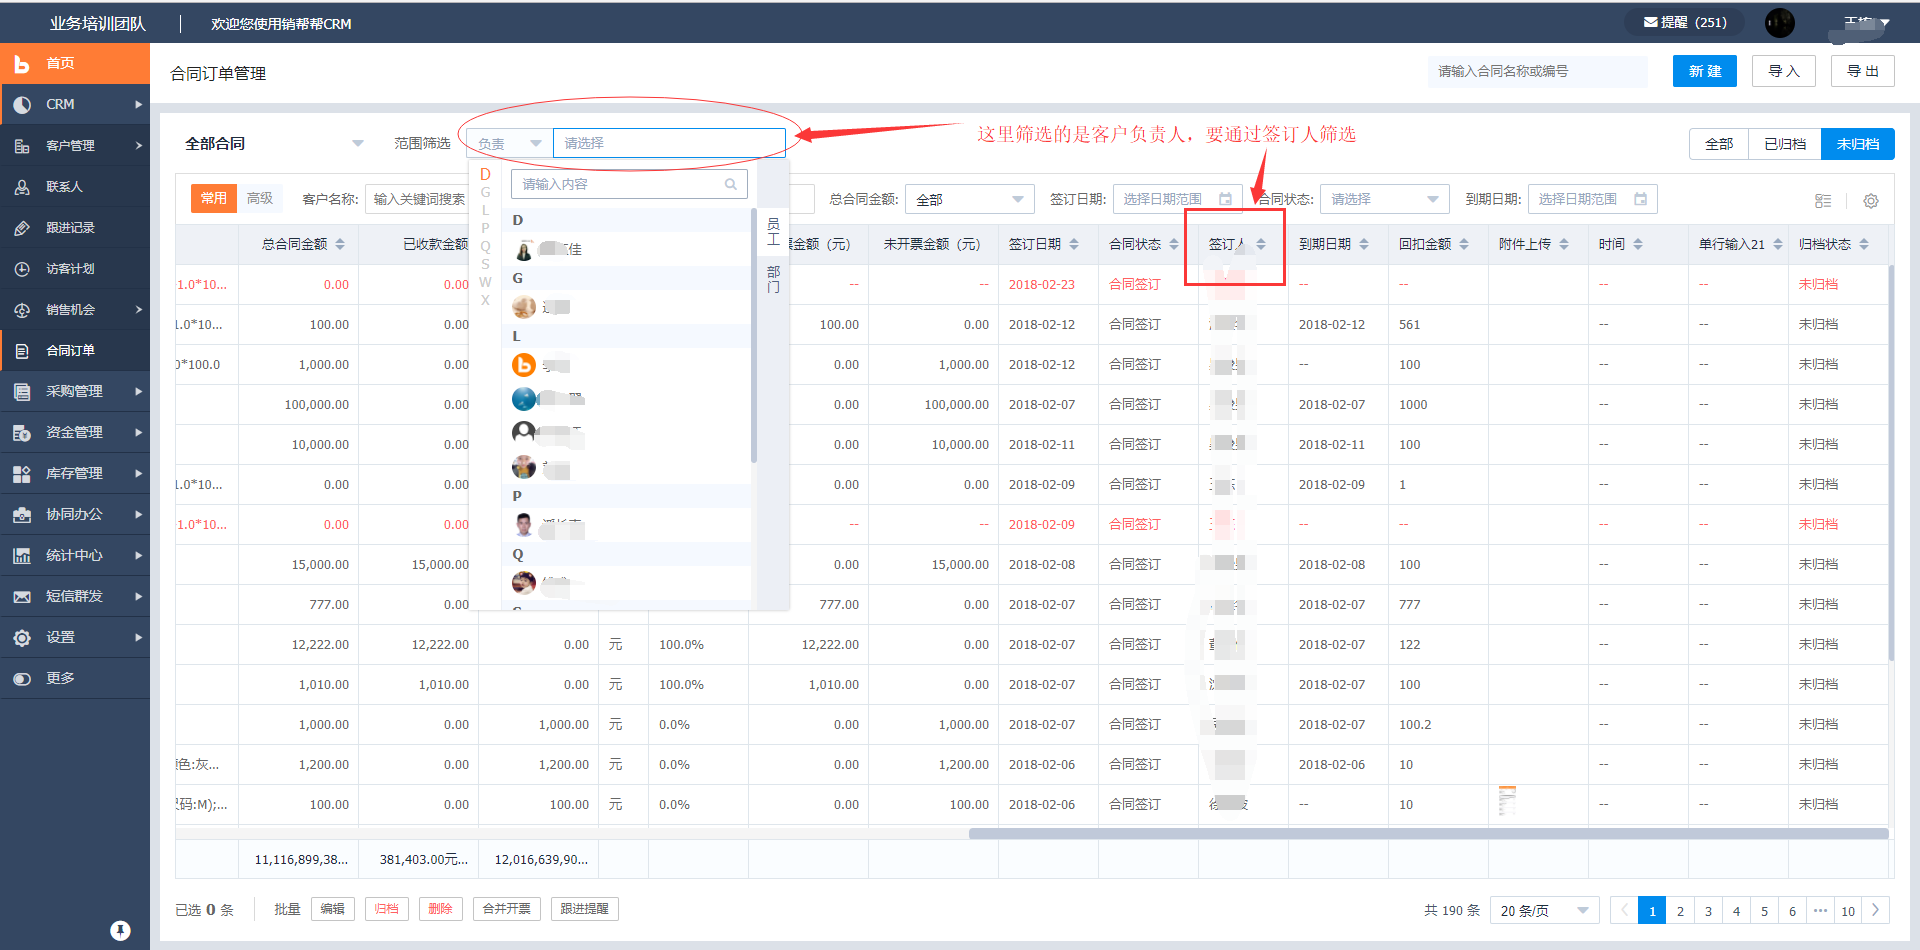 业务培训团队
欢迎您使用销帮帮CRM
提醒（251）
首页
CRM
客户管理
联系人
跟进记录
访客计划
销售机会
合同订单
采购管理
资金管理
库存管理
协同办公
统计中心
短信群发
设置
更多
合同订单管理
请输入合同名称或编号
新 建
导 入
导 出
全部合同
范围筛选
负责
请选择
这里筛选的是客户负责人，要通过签订人筛选
全部
已归档
未归档
常用
高级
客户名称:
输入关键词搜索
总合同金额:
全部
签订日期:
选择日期范围
合同状态:
请选择
到期日期:
选择日期范围
D
G
L
P
Q
S
W
X
请输入内容
D
佳
G
L
P
Q
员工
部门
总合同金额 已收款金额 票金额（元） 未开票金额（元） 签订日期 合同状态 签订人 到期日期 回扣金额 附件上传 时间 单行输入21 归档状态
1.0*10... 0.00 0.00 -- -- 2018-02-23 合同签订 -- -- -- -- 未归档
1.0*10... 100.00 0.00 100.00 0.00 2018-02-12 合同签订 2018-02-12 561 -- -- 未归档
0*100.0 1,000.00 0.00 0.00 1,000.00 2018-02-12 合同签订 -- 100 -- -- 未归档
100,000.00 0.00 0.00 100,000.00 2018-02-07 合同签订 2018-02-07 1000 -- -- 未归档
10,000.00 0.00 0.00 10,000.00 2018-02-11 合同签订 2018-02-11 100 -- -- 未归档
1.0*10... 0.00 0.00 0.00 0.00 2018-02-09 合同签订 2018-02-09 1 -- -- 未归档
1.0*10... 0.00 0.00 -- -- 2018-02-09 合同签订 -- -- -- -- 未归档
15,000.00 15,000.00 0.00 15,000.00 2018-02-08 合同签订 2018-02-08 100 -- -- 未归档
777.00 0.00 777.00 0.00 2018-02-07 合同签订 2018-02-07 777 -- -- 未归档
12,222.00 12,222.00 0.00 元 100.0% 12,222.00 0.00 2018-02-07 合同签订 2018-02-07 122 -- -- 未归档
1,010.00 1,010.00 0.00 元 100.0% 1,010.00 0.00 2018-02-07 合同签订 2018-02-07 100 -- -- 未归档
1,000.00 0.00 1,000.00 元 0.0% 0.00 1,000.00 2018-02-07 合同签订 2018-02-07 100.2 -- -- 未归档
色:灰... 1,200.00 0.00 1,200.00 元 0.0% 0.00 1,200.00 2018-02-06 合同签订 2018-02-06 10 -- -- 未归档
尺码:M);... 100.00 0.00 100.00 元 0.0% 0.00 100.00 2018-02-06 合同签订 -- 10 -- -- 未归档
11,116,899,38... 381,403.00元... 12,016,639,90...
已选 0 条
批量
编辑
归档
删除
合并开票
跟进提醒
共 190 条
20 条/页
1 2 3 4 5 6 ··· 10